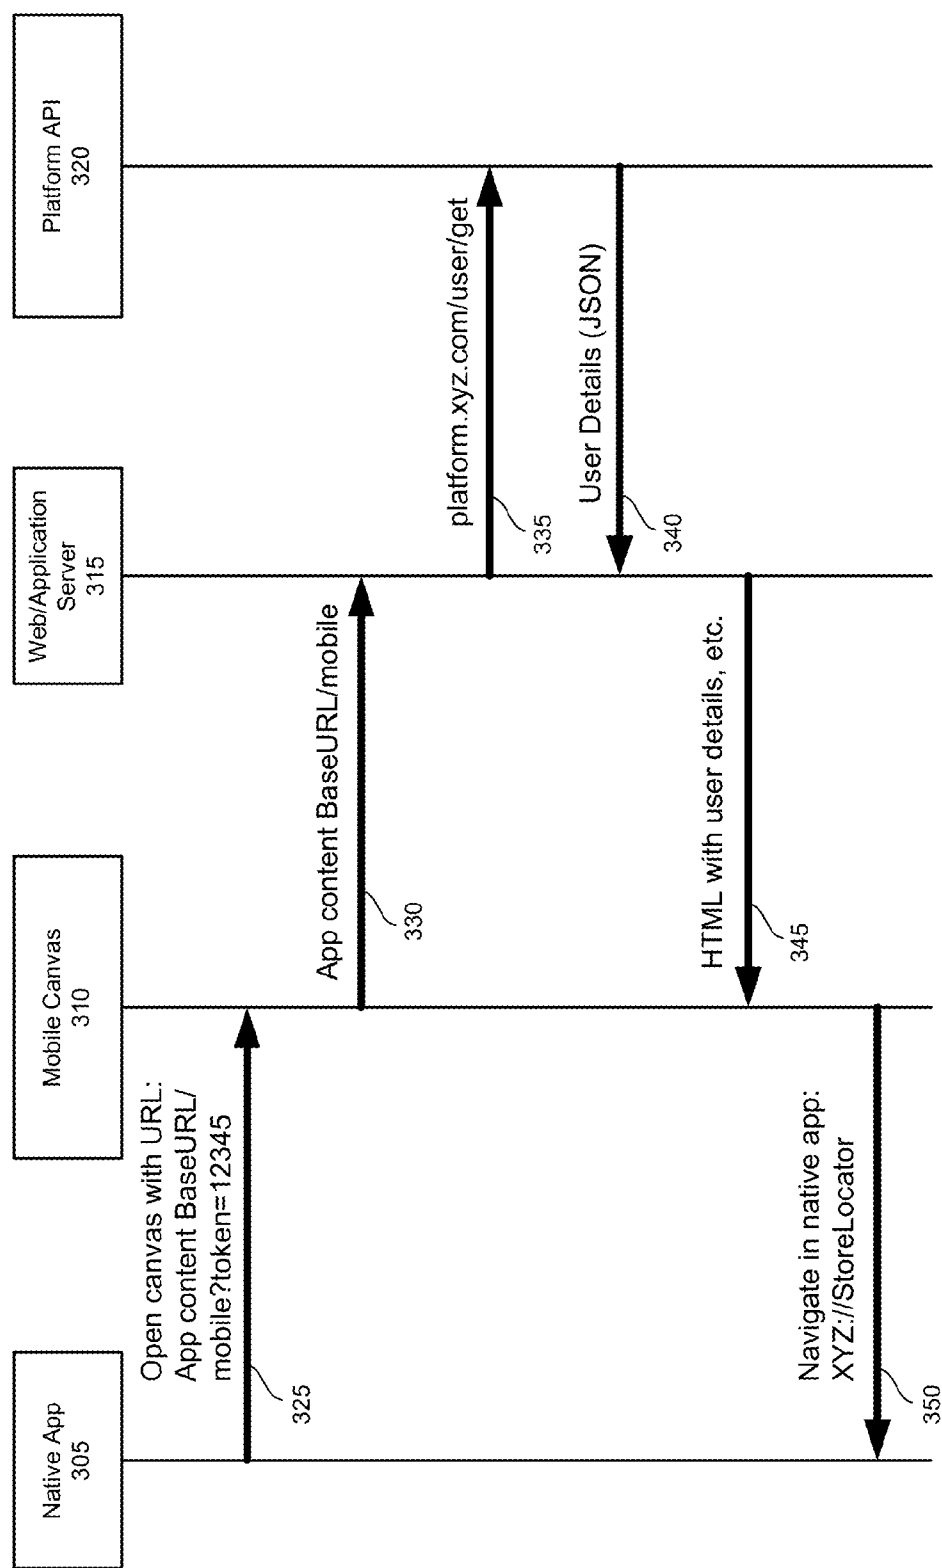 Native App
305
Mobile Canvas
310
Web/Application
Server
315
Platform API
320
Open canvas with URL:
App content BaseURL/
mobile?token=12345
325
App content BaseURL/mobile
330
platform.xyz.com/user/get
335
User Details (JSON)
340
HTML with user details, etc.
345
Navigate in native app:
XYZ://StoreLocator
350